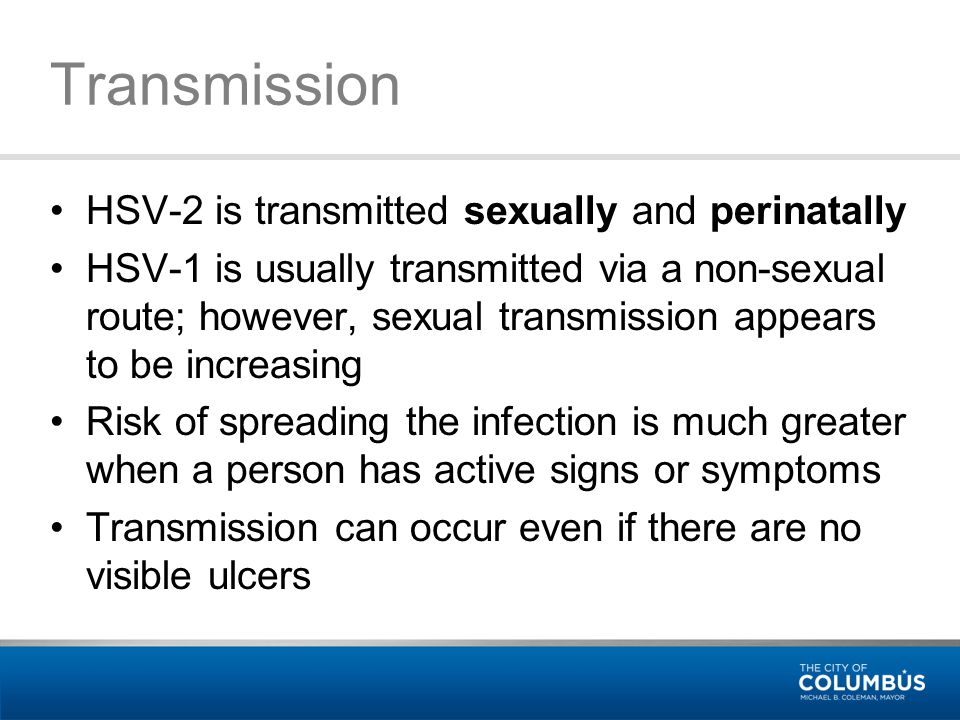 Transmission
• HSV-2 is transmitted sexually and perinatally
• HSV-1 is usually transmitted via a non-sexual
route; however, sexual transmission appears
to be increasing
• Risk of spreading the infection is much greater
when a person has active signs or symptoms
• Transmission can occur even if there are no
visible ulcers
THE CITY OF
COLUMBUS
MICHAEL B. COLEMAN, MAYOR